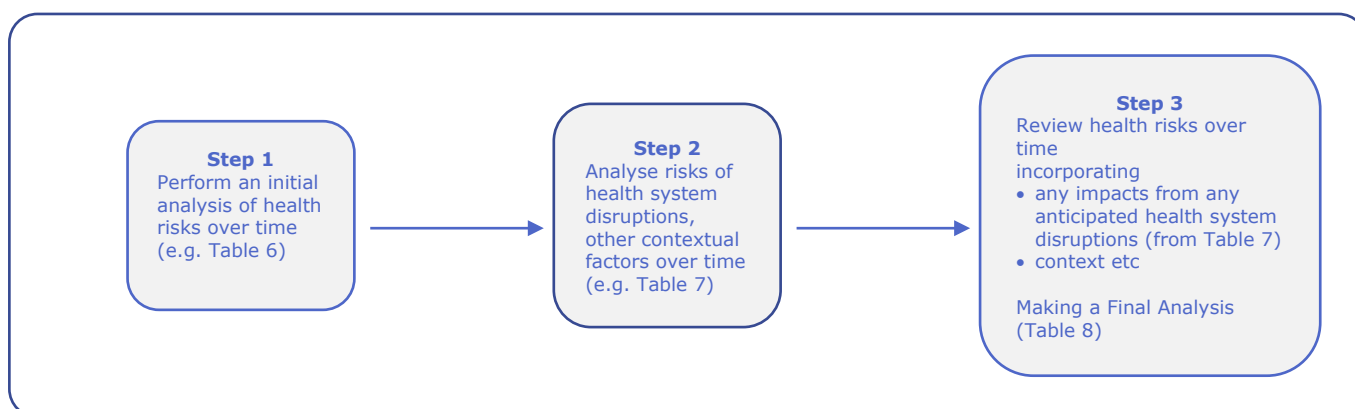 Step 1
Perform an initial
analysis of health
risks over time
(e.g. Table 6)
Step 2
Analyse risks of
health system
disruptions,
other contextual
factors over time
(e.g. Table 7)
Step 3
Review health risks over
time
incorporating
• any impacts from any
anticipated health system
disruptions (from Table 7)
• context etc
Making a Final Analysis
(Table 8)